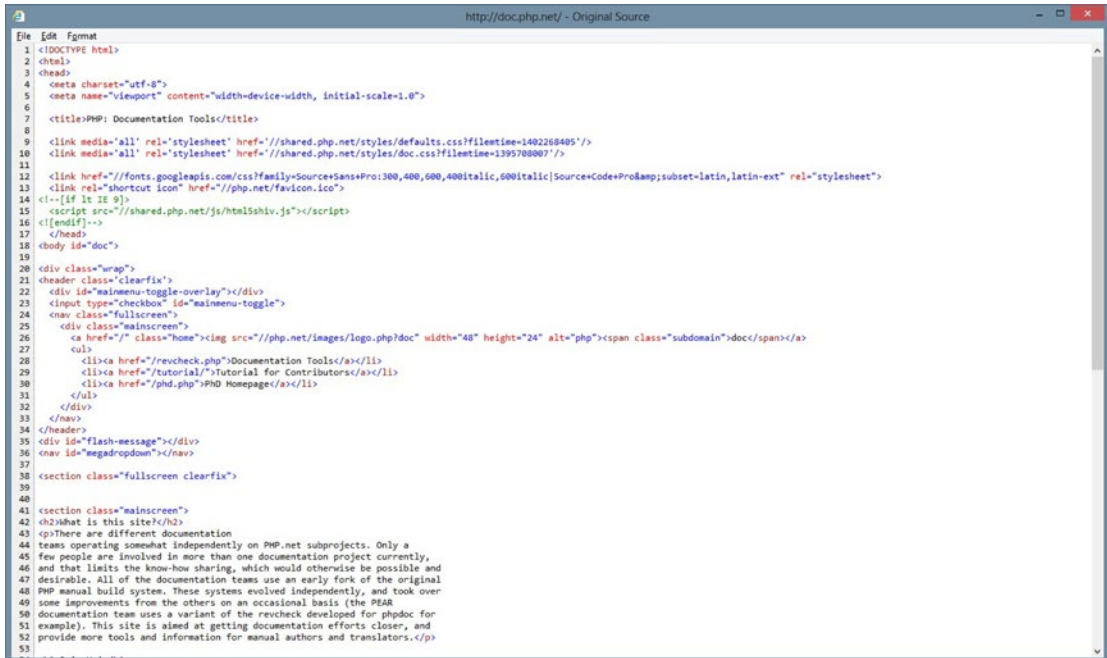 http://doc.php.net/ - Original Source
File Edit Format
1 <!DOCTYPE html>
2 <html>
3 <head>
4 <meta charset="utf-8">
5 <meta name="viewport" content="width=device-width, initial-scale=1.0">
6
7 <title>PHP: Documentation Tools</title>
8
9 <link media='all' rel='stylesheet' href='//shared.php.net/styles/defaults.css?filemtime=1402268405'/>
10 <link media='all' rel='stylesheet' href='//shared.php.net/styles/doc.css?filemtime=1395708007'/>
11
12 <link href="//fonts.googleapis.com/css?family=Source+Sans+Pro:300,400,600,400italic,600italic|Source+Code+Pro&amp;subset=latin,latin-ext" rel="stylesheet">
13 <link rel="shortcut icon" href="//php.net/favicon.ico">
14 <!--[if lt IE 9]>
15 <script src="//shared.php.net/js/html5shiv.js"></script>
16 <![endif]-->
17 </head>
18 <body id="doc">
19
20 <div class="wrap">
21 <header class='clearfix'>
22 <div id="mainmenu-toggle-overlay"></div>
23 <input type="checkbox" id="mainmenu-toggle">
24 <nav class="fullscreen">
25 <div class="mainscreen">
26 <a href="/" class="home"><img src="//php.net/images/logo.php?doc" width="48" height="24" alt="php"><span class="subdomain">doc</span></a>
27 <ul>
28 <li><a href="/revcheck.php">Documentation Tools</a></li>
29 <li><a href="/tutorial/">Tutorial for Contributors</a></li>
30 <li><a href="/phd.php">PhD Homepage</a></li>
31 </ul>
32 </div>
33 </nav>
34 </header>
35 <div id="flash-message"></div>
36 <nav id="megadropdown"></nav>
37
38 <section class="fullscreen clearfix">
39
40
41 <section class="mainscreen">
42 <h2>What is this site?</h2>
43 <p>There are different documentation
44 teams operating somewhat independently on PHP.net subprojects. Only a
45 few people are involved in more than one documentation project currently,
46 and that limits the know-how sharing, which would otherwise be possible and
47 desirable. All of the documentation teams use an early fork of the original
48 PHP manual build system. These systems evolved independently, and took over
49 some improvements from the others on an occasional basis (the PEAR
50 documentation team uses a variant of the revcheck developed for phpdoc for
51 example). This site is aimed at getting documentation efforts closer, and
52 provide more tools and information for manual authors and translators.</p>
53